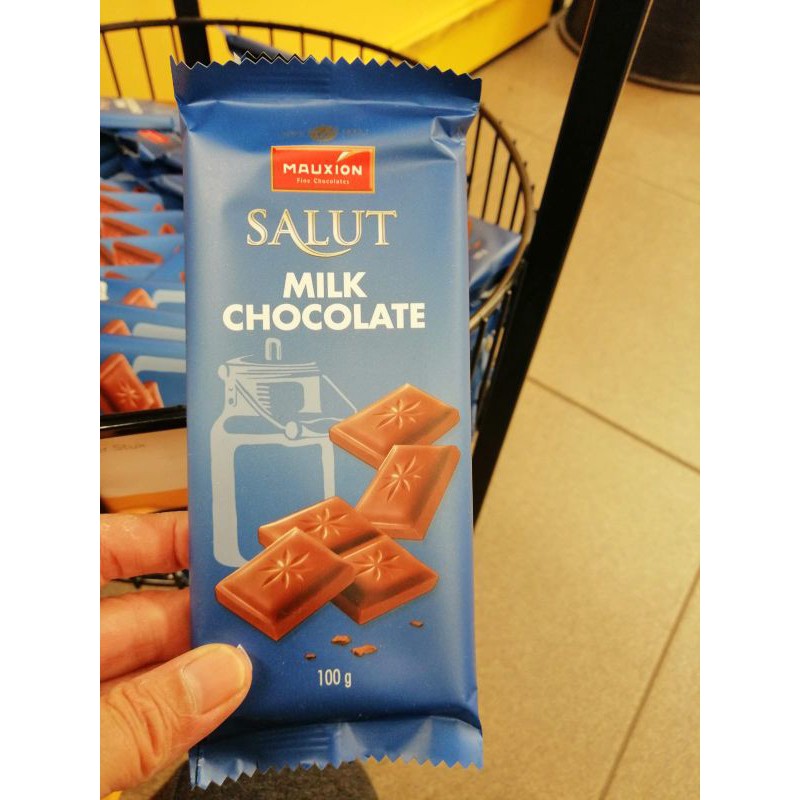 MAUXION
Fine Chocolates
SALUT
MILK
CHOCOLATE
100 g